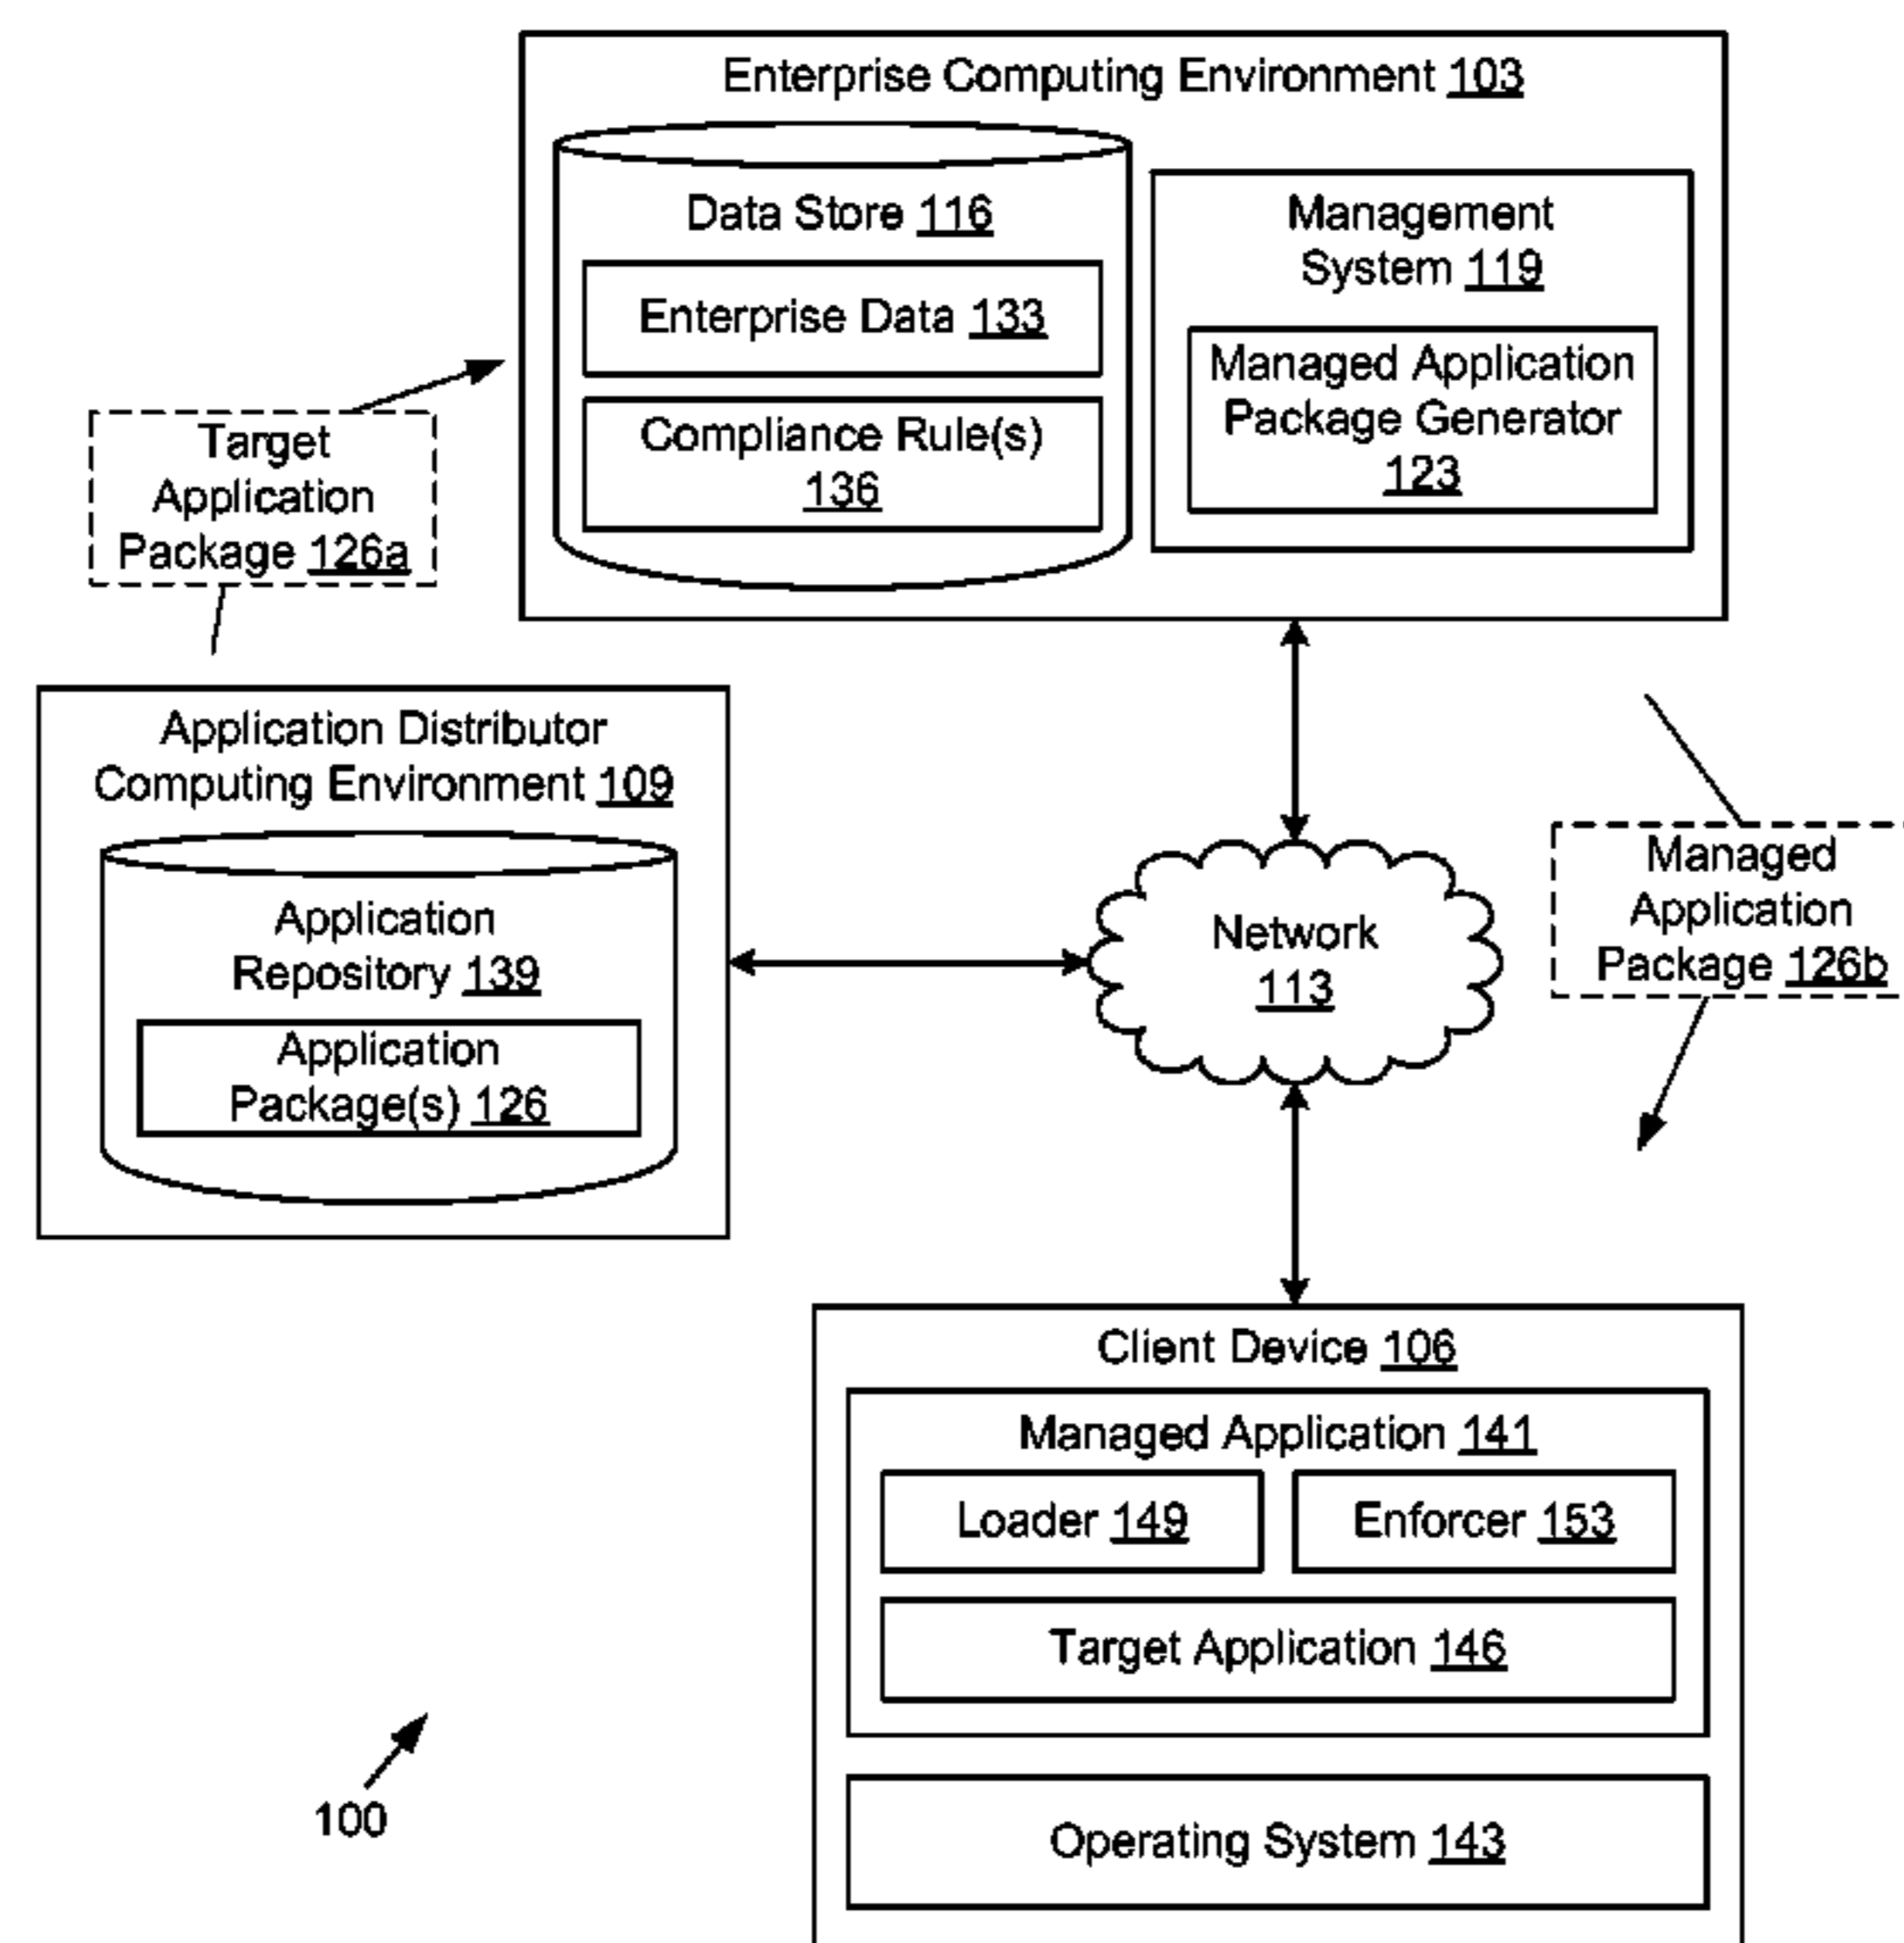 Enterprise Computing Environment 103
Data Store 116
Enterprise Data 133
Compliance Rule(s)
136
Management
System 119
Managed Application
Package Generator
123
Target
Application
Package 126a
Application Distributor
Computing Environment 109
Application
Repository 139
Application
Package(s) 126
Network
113
Managed
Application
Package 126b
Client Device 106
Managed Application 141
Loader 149
Enforcer 153
Target Application 146
Operating System 143
100